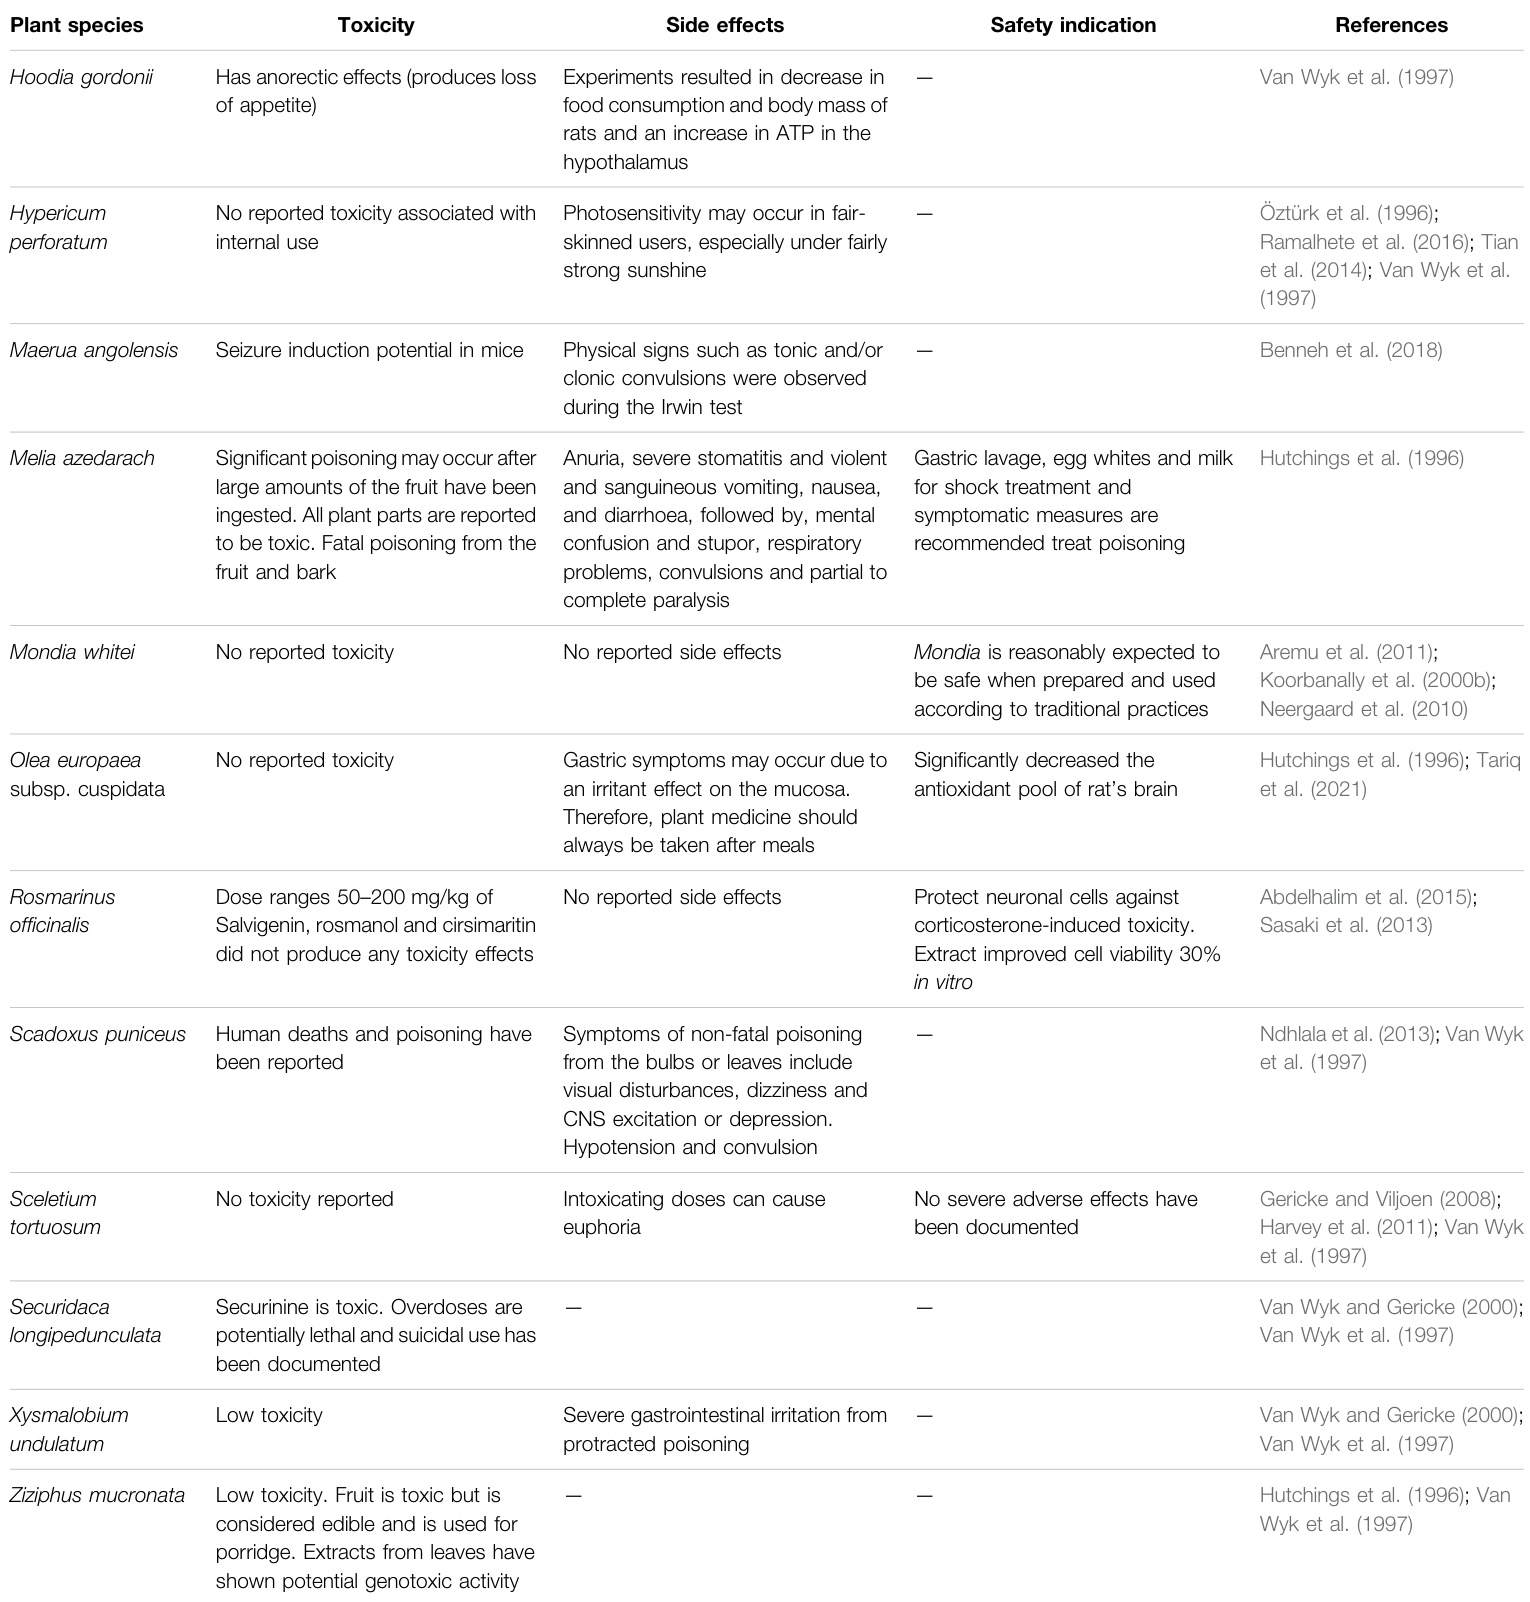 Plant species Toxicity Side effects Safety indication References
Hoodia gordonii Has anorectic effects (produces loss Experiments resulted in decrease in — Van Wyk et al. (1997)
of appetite) food consumption and body mass of
rats and an increase in ATP in the
hypothalamus
Hypericum No reported toxicity associated with Photosensitivity may occur in fair- — Öztürk et al. (1996);
perforatum internal use skinned users, especially under fairly Ramalhete et al. (2016); Tian
strong sunshine et al. (2014); Van Wyk et al.
(1997)
Maerua angolensis Seizure induction potential in mice Physical signs such as tonic and/or — Benneh et al. (2018)
clonic convulsions were observed
during the Irwin test
Melia azedarach Significant poisoning may occur after Anuria, severe stomatitis and violent Gastric lavage, egg whites and milk Hutchings et al. (1996)
large amounts of the fruit have been and sanguineous vomiting, nausea, for shock treatment and
ingested. All plant parts are reported and diarrhoea, followed by, mental symptomatic measures are
to be toxic. Fatal poisoning from the confusion and stupor, respiratory recommended treat poisoning
fruit and bark problems, convulsions and partial to
complete paralysis
Mondia whitei No reported toxicity No reported side effects Mondia is reasonably expected to Aremu et al. (2011);
be safe when prepared and used Koorbanally et al. (2000b);
according to traditional practices Neergaard et al. (2010)
Olea europaea No reported toxicity Gastric symptoms may occur due to Significantly decreased the Hutchings et al. (1996); Tariq
subsp. cuspidata an irritant effect on the mucosa. antioxidant pool of rat's brain et al. (2021)
Therefore, plant medicine should
always be taken after meals
Rosmarinus Dose ranges 50–200 mg/kg of No reported side effects Protect neuronal cells against Abdelhalim et al. (2015);
officinalis Salvigenin, rosmanol and cirsimaritin corticosterone-induced toxicity. Sasaki et al. (2013)
did not produce any toxicity effects Extract improved cell viability 30%
in vitro
Scadoxus puniceus Human deaths and poisoning have Symptoms of non-fatal poisoning — Ndhlala et al. (2013); Van Wyk
been reported from the bulbs or leaves include et al. (1997)
visual disturbances, dizziness and
CNS excitation or depression.
Hypotension and convulsion
Sceletium No toxicity reported Intoxicating doses can cause No severe adverse effects have Gericke and Viljoen (2008);
tortuosum euphoria been documented Harvey et al. (2011); Van Wyk
et al. (1997)
Securidaca Securinine is toxic. Overdoses are — — Van Wyk and Gericke (2000);
longipedunculata potentially lethal and suicidal use has Van Wyk et al. (1997)
been documented
Xysmalobium Low toxicity Severe gastrointestinal irritation from — Van Wyk and Gericke (2000);
undulatum protracted poisoning Van Wyk et al. (1997)
Ziziphus mucronata Low toxicity. Fruit is toxic but is — — Hutchings et al. (1996); Van
considered edible and is used for Wyk et al. (1997)
porridge. Extracts from leaves have
shown potential genotoxic activity